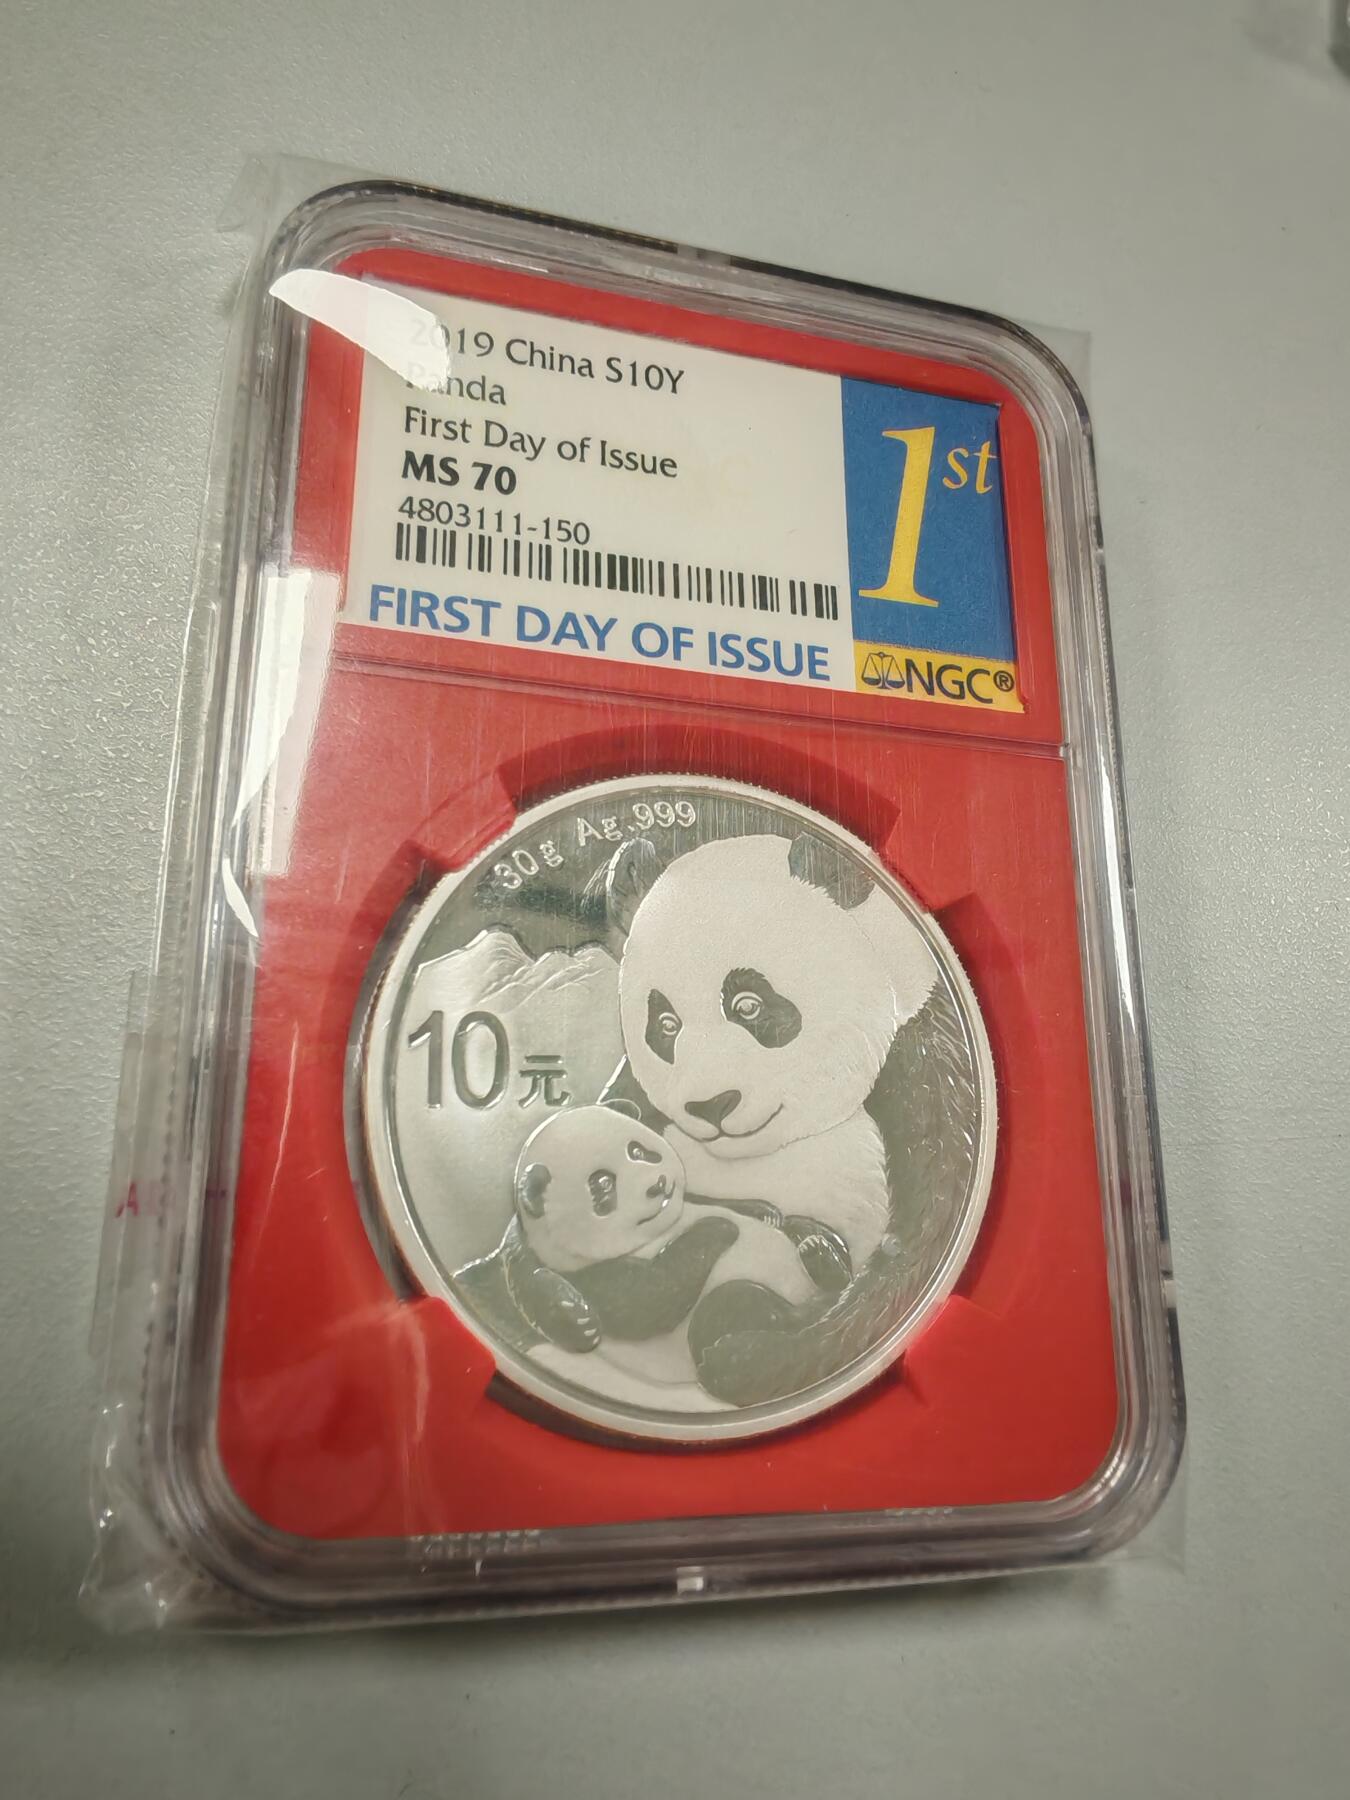 2019 China S10Y
Panda
First Day of Issue
MS 70
4803111-150
FIRST DAY OF ISSUE
1st
NGC®
30g Ag .999
10元